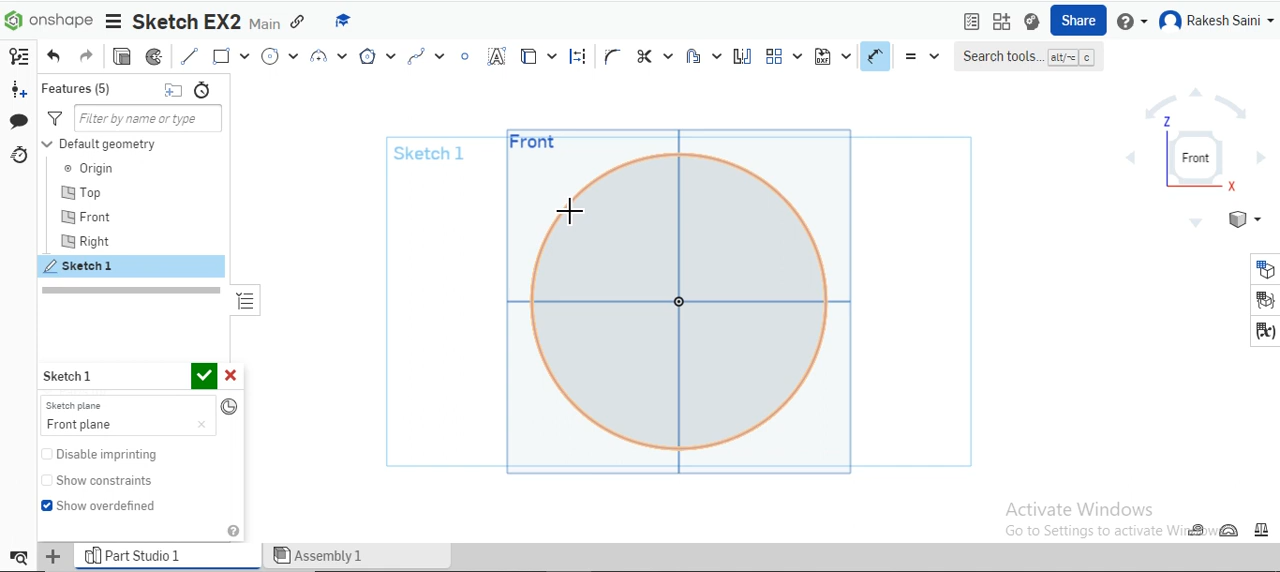 onshape Sketch EX2 Main Share Rakesh Saini
Search tools... alt/⌥ c
Features (5)
Filter by name or type
Default geometry
Origin
Top
Front
Right
Sketch 1
Sketch 1
Sketch plane
Front plane
Disable imprinting
Show constraints
Show overdefined
Sketch 1
Front
Z
Front
X
Activate Windows
Go to Settings to activate Windows.
Part Studio 1 Assembly 1